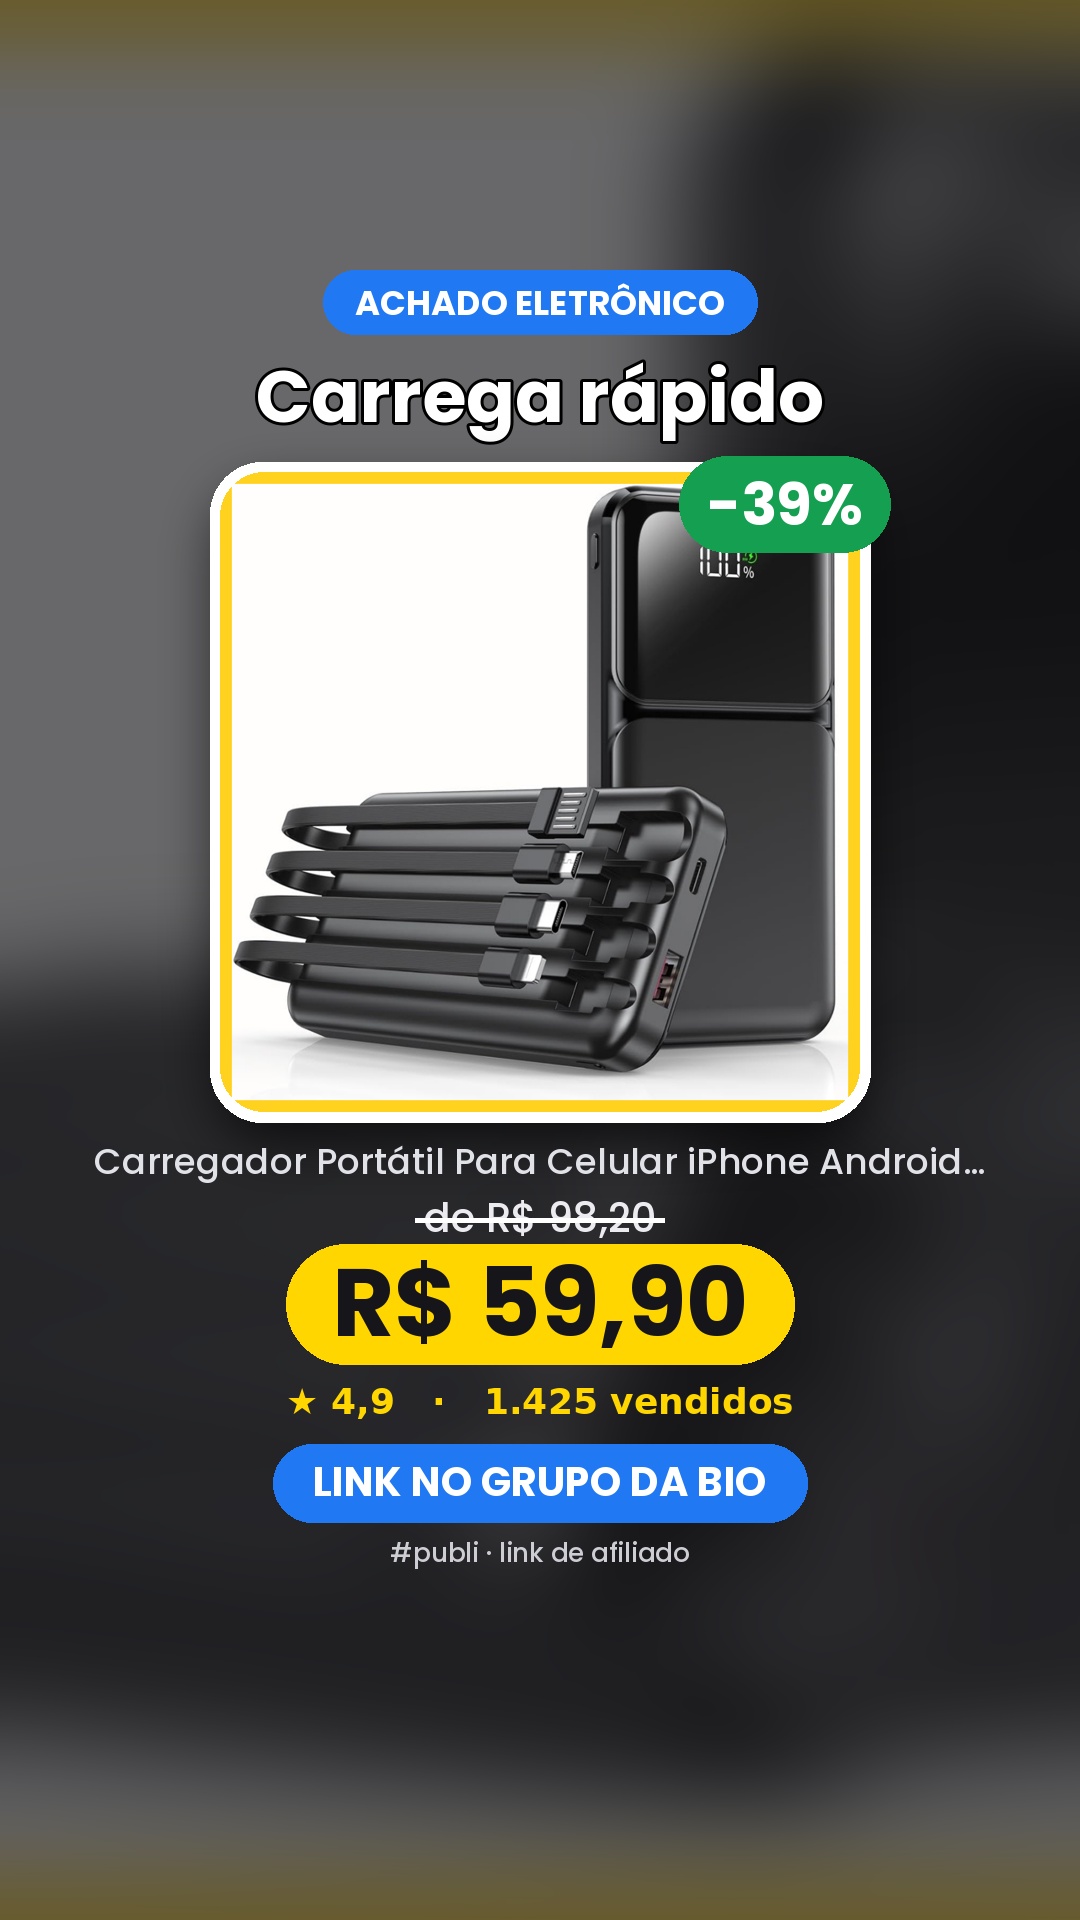 ACHADO ELETRÔNICO
Carrega rápido
-39%
100%
Carregador Portátil Para Celular iPhone Android...
de R$ 98,20
R$ 59,90
★ 4,9 · 1.425 vendidos
LINK NO GRUPO DA BIO
#publi · link de afiliado